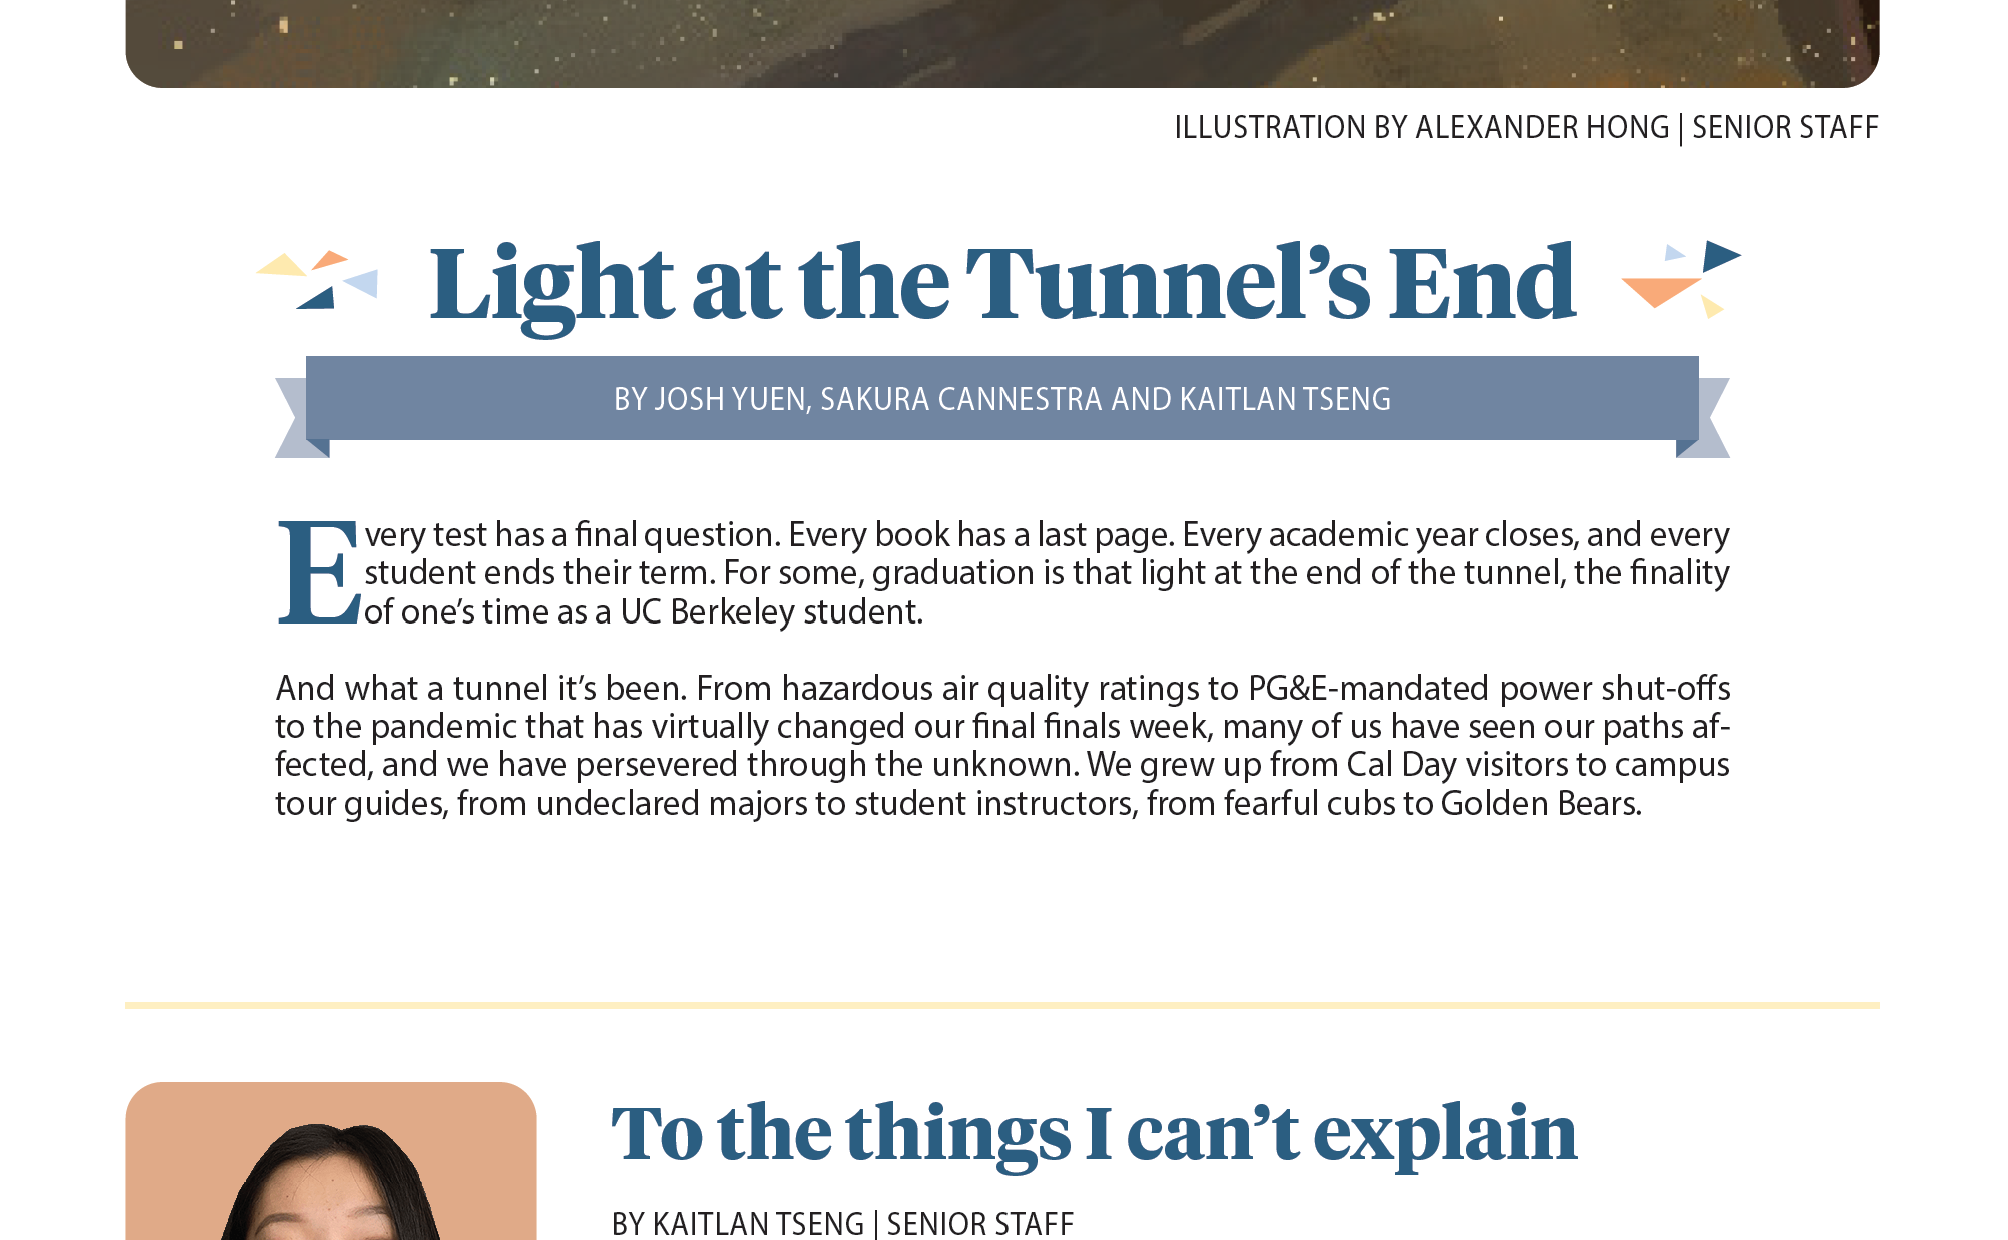 ILLUSTRATION BY ALEXANDER HONG | SENIOR STAFF
Light at the Tunnel’s End
BY JOSH YUEN, SAKURA CANNESTRA AND KAITLAN TSENG
Every test has a final question. Every book has a last page. Every academic year closes, and every
student ends their term. For some, graduation is that light at the end of the tunnel, the finality
of one’s time as a UC Berkeley student.
And what a tunnel it’s been. From hazardous air quality ratings to PG&E-mandated power shut-offs
to the pandemic that has virtually changed our final finals week, many of us have seen our paths af-
fected, and we have persevered through the unknown. We grew up from Cal Day visitors to campus
tour guides, from undeclared majors to student instructors, from fearful cubs to Golden Bears.
To the things I can’t explain
BY KAITLAN TSENG | SENIOR STAFF